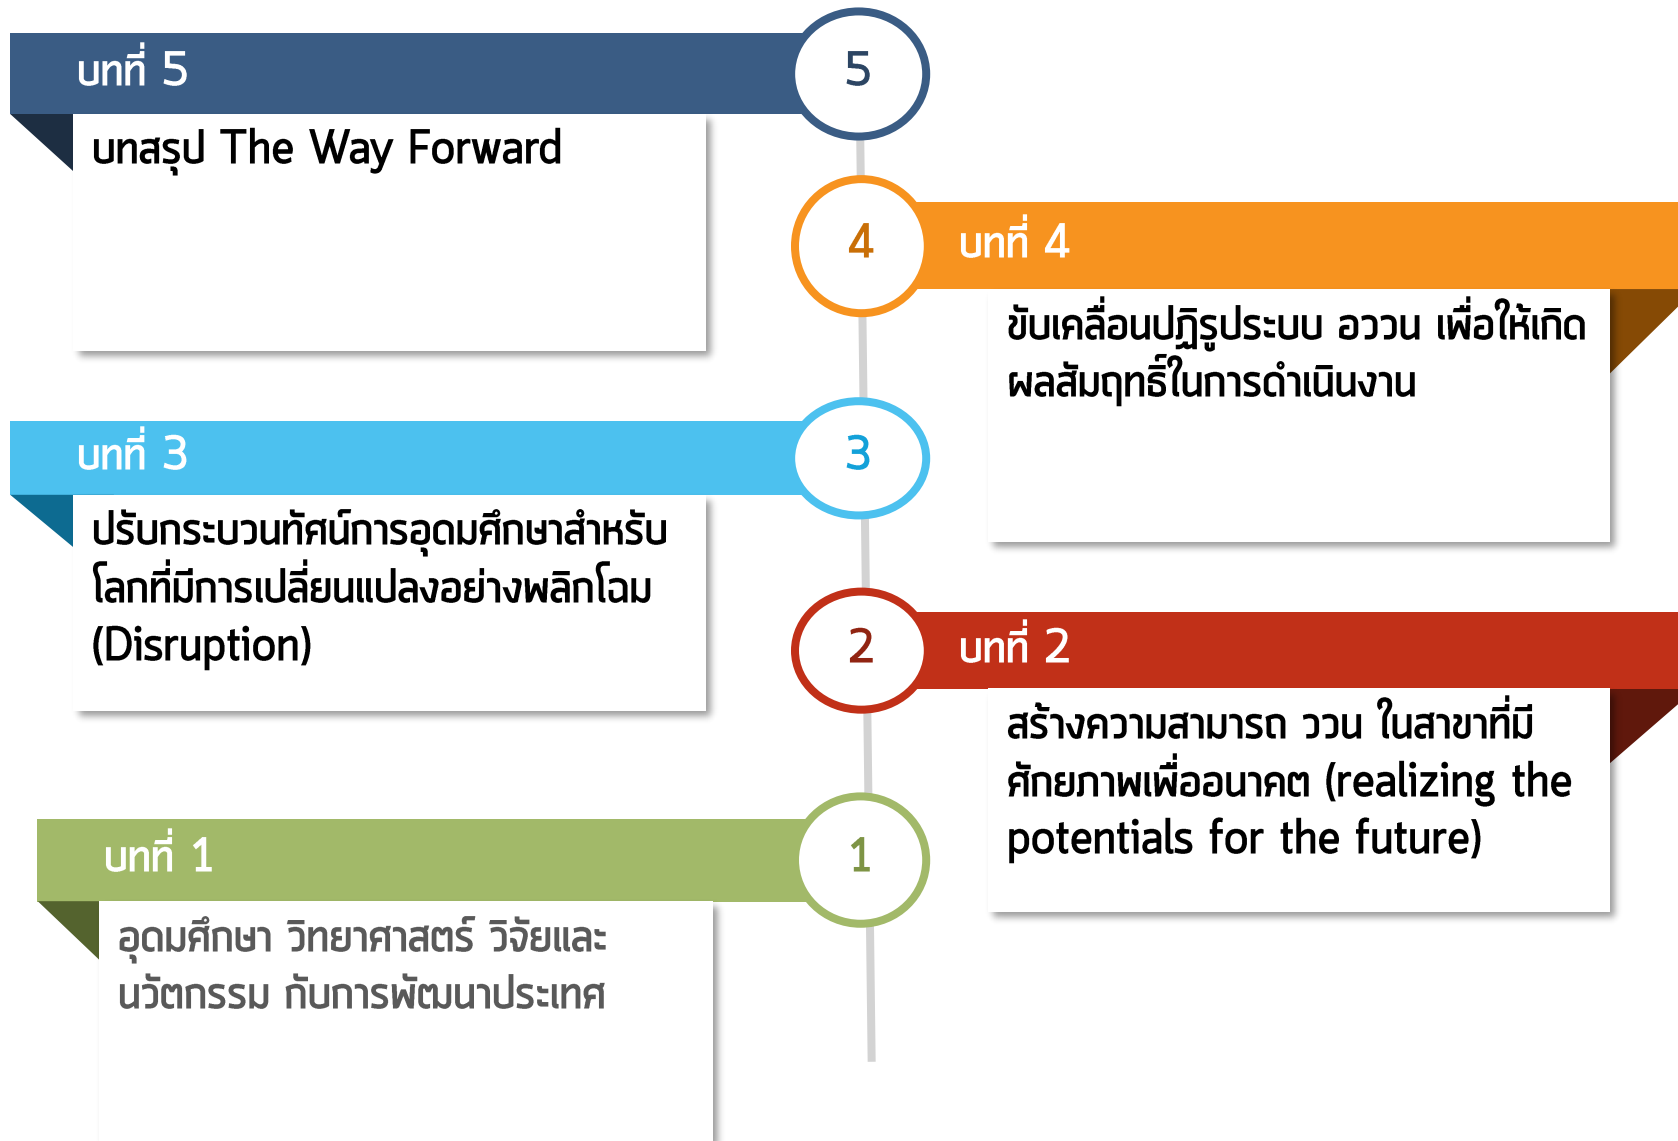 บทที่ 5
5
บทสรุป The Way Forward
4
บทที่ 4
ขับเคลื่อนปฏิรูประบบ อววน เพื่อให้เกิด
ผลสัมฤทธิ์ในการดำเนินงาน
บทที่ 3
3
ปรับกระบวนทัศน์การอุดมศึกษาสำหรับ
โลกที่มีการเปลี่ยนแปลงอย่างพลิกโฉม
(Disruption)
2
บทที่ 2
สร้างความสามารถ ววน ในสาขาที่มี
ศักยภาพเพื่ออนาคต (realizing the
potentials for the future)
บทที่ 1
1
อุดมศึกษา วิทยาศาสตร์ วิจัยและ
นวัตกรรม กับการพัฒนาประเทศ